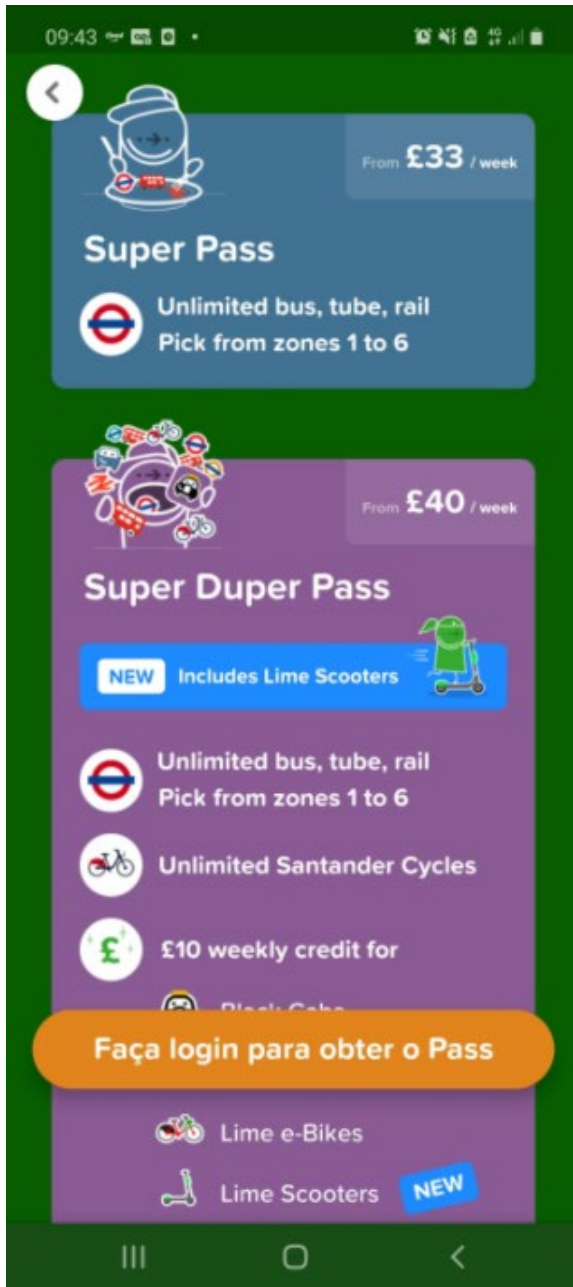 09:43
From £33 / week
Super Pass
Unlimited bus, tube, rail
Pick from zones 1 to 6
From £40 / week
Super Duper Pass
NEW Includes Lime Scooters
Unlimited bus, tube, rail
Pick from zones 1 to 6
Unlimited Santander Cycles
£10 weekly credit for
Black Cabs
Faça login para obter o Pass
Lime e-Bikes
Lime Scooters NEW